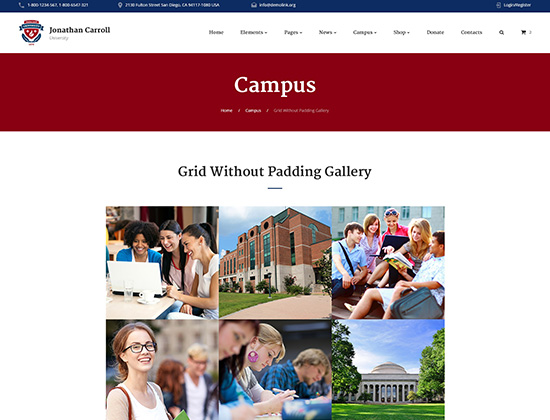 1-800-1234-567, 1-800-6547-321
2130 Fulton Street San Diego, CA 94117-1080 USA
info@demolink.org
Login/Register
Jonathan Carroll
University
Home Elements Pages News Campus Shop Donate Contacts 0
Campus
Home / Campus / Grid Without Padding Gallery
Grid Without Padding Gallery